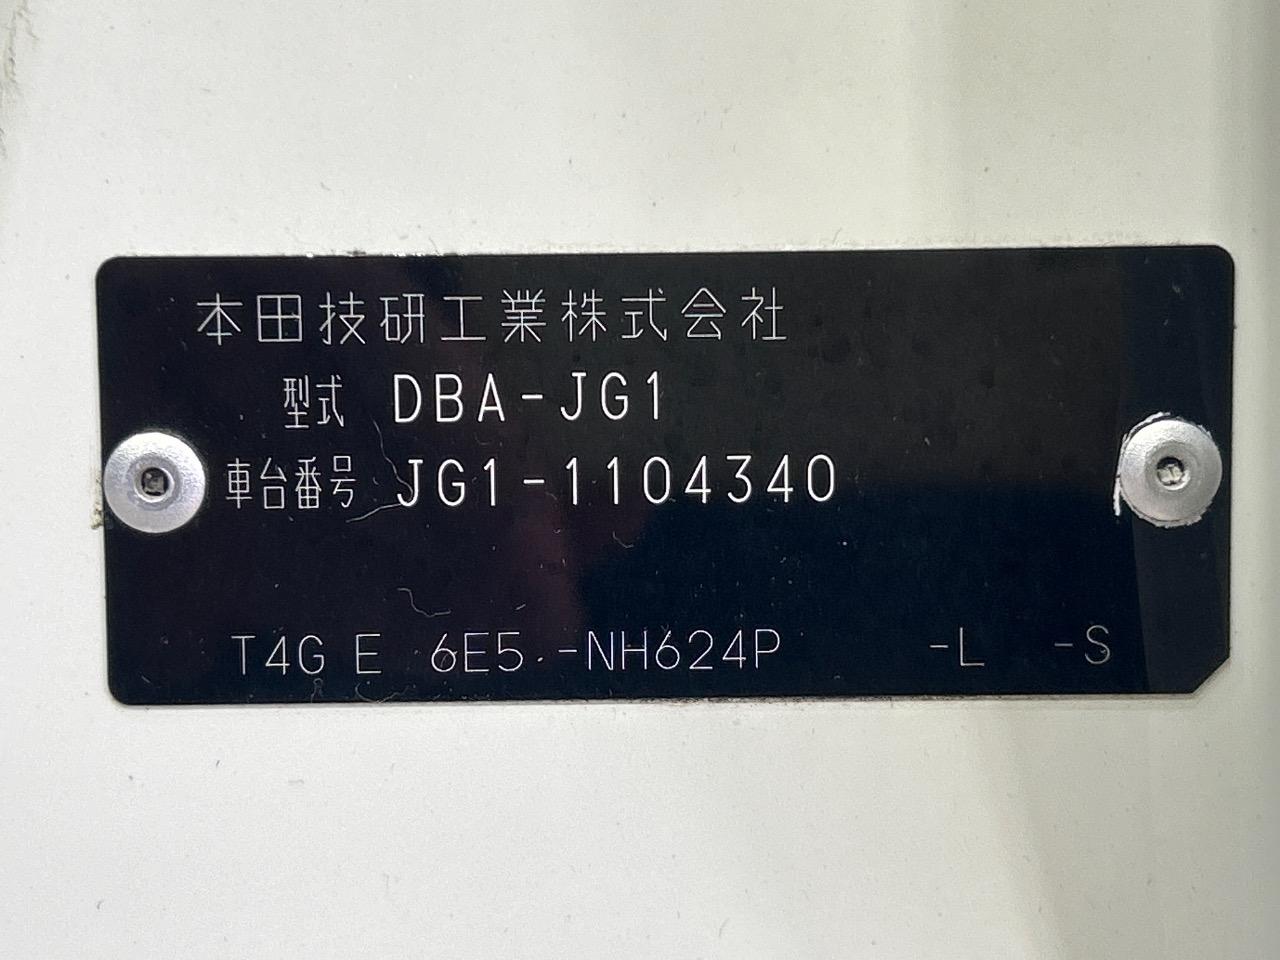 本田技研工業株式会社
型式 DBA-JG1
車台番号 JG1-1104340
T4G E 6E5 -NH624P -L -S